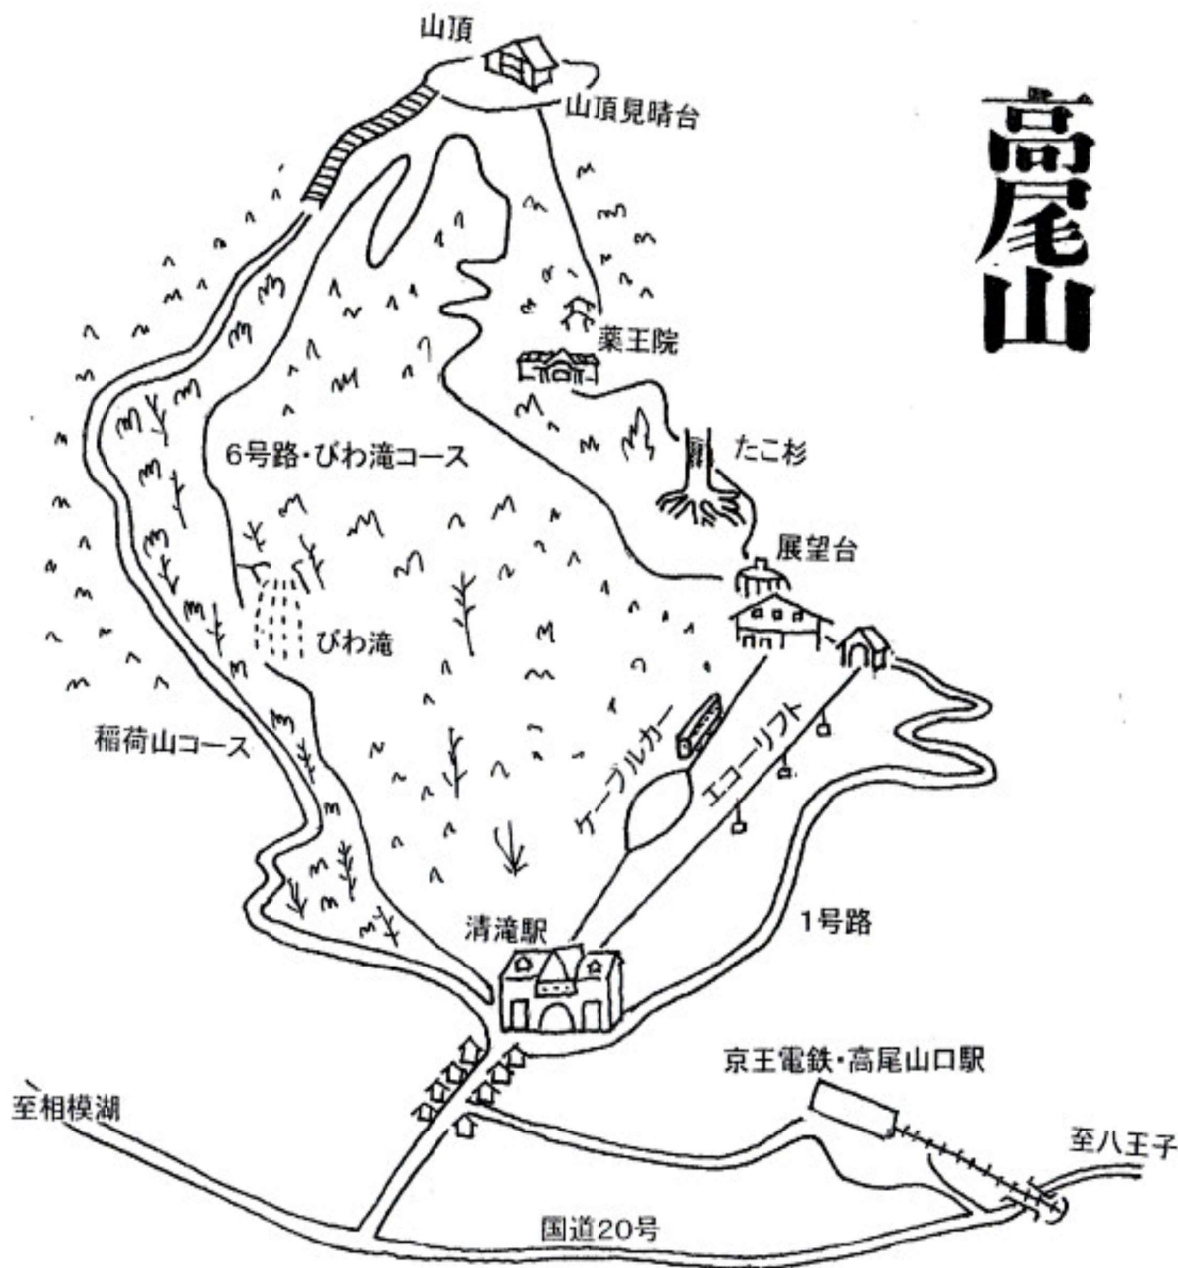 高尾山
山頂
山頂見晴台
薬王院
6号路・びわ滝コース
たこ杉
展望台
びわ滝
稲荷山コース
ケーブルカー
エコーリフト
1号路
清滝駅
京王電鉄・高尾山口駅
至相模湖
至八王子
国道20号